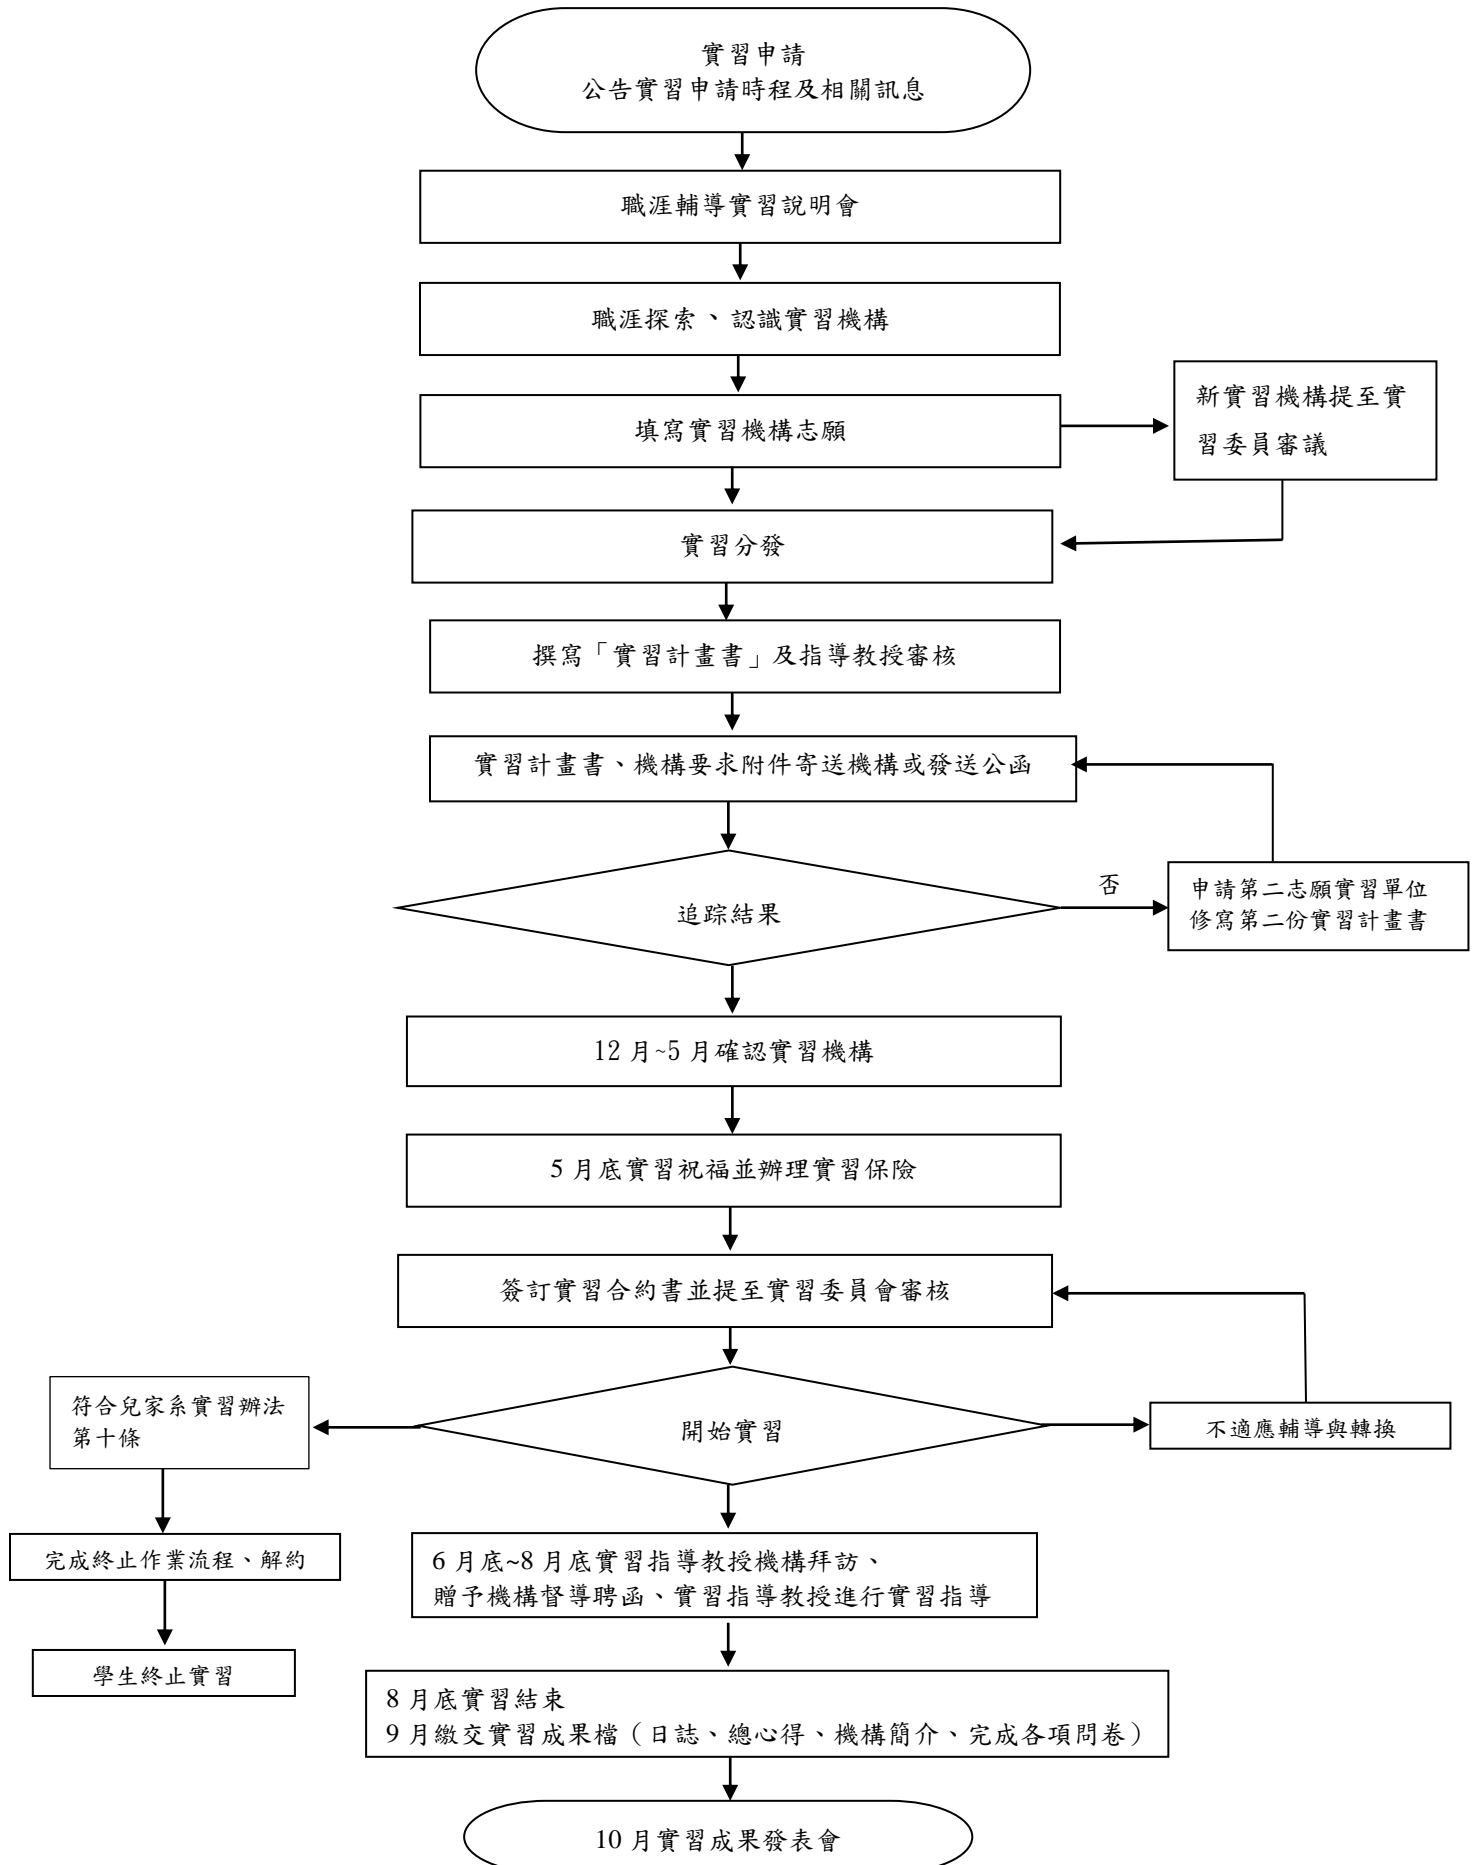 實習申請
公告實習申請時程及相關訊息
職涯輔導實習說明會
職涯探索、認識實習機構
填寫實習機構志願
新實習機構提至實
習委員審議
實習分發
撰寫「實習計畫書」及指導教授審核
實習計畫書、機構要求附件寄送機構或發送公函
追踪結果
否
申請第二志願實習單位
修寫第二份實習計畫書
12 月~5 月確認實習機構
5 月底實習祝福並辦理實習保險
簽訂實習合約書並提至實習委員會審核
開始實習
符合兒家系實習辦法
第十條
不適應輔導與轉換
完成終止作業流程、解約
學生終止實習
6 月底~8 月底實習指導教授機構拜訪、
贈予機構督導聘函、實習指導教授進行實習指導
8 月底實習結束
9 月繳交實習成果檔（日誌、總心得、機構簡介、完成各項問卷）
10 月實習成果發表會